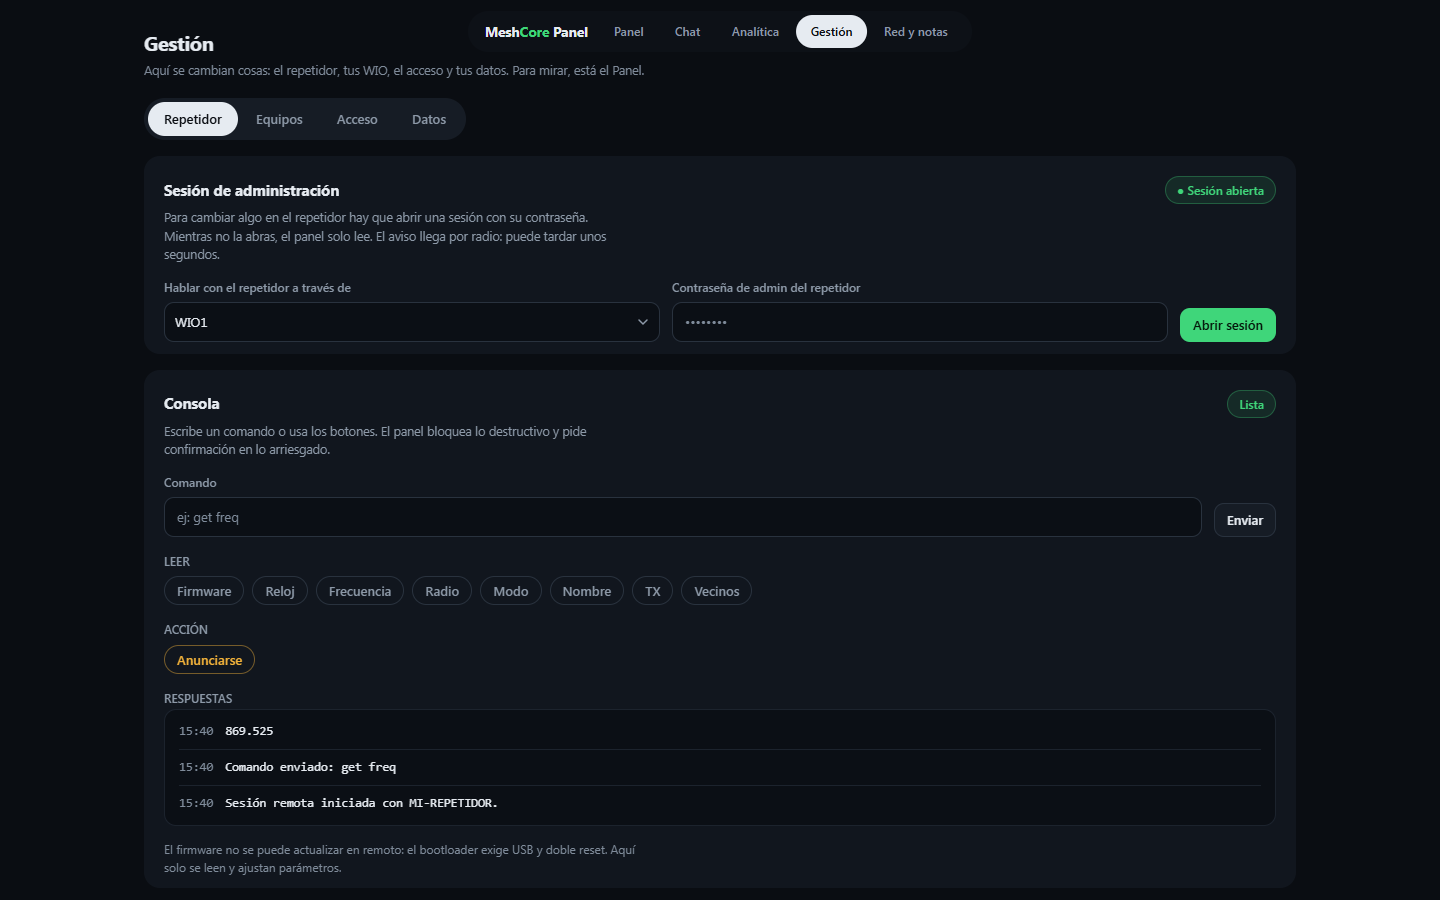 MeshCore Panel
Panel
Chat
Analítica
Gestión
Red y notas
Gestión
Aquí se cambian cosas: el repetidor, tus WIO, el acceso y tus datos. Para mirar, está el Panel.
Repetidor
Equipos
Acceso
Datos
Sesión de administración
● Sesión abierta
Para cambiar algo en el repetidor hay que abrir una sesión con su contraseña.
Mientras no la abras, el panel solo lee. El aviso llega por radio: puede tardar unos
segundos.
Hablar con el repetidor a través de
Contraseña de admin del repetidor
WIO1
••••••••
Abrir sesión
Consola
Lista
Escribe un comando o usa los botones. El panel bloquea lo destructivo y pide
confirmación en lo arriesgado.
Comando
ej: get freq
Enviar
LEER
Firmware
Reloj
Frecuencia
Radio
Modo
Nombre
TX
Vecinos
ACCIÓN
Anunciarse
RESPUESTAS
15:40 869.525
15:40 Comando enviado: get freq
15:40 Sesión remota iniciada con MI-REPETIDOR.
El firmware no se puede actualizar en remoto: el bootloader exige USB y doble reset. Aquí
solo se leen y ajustan parámetros.